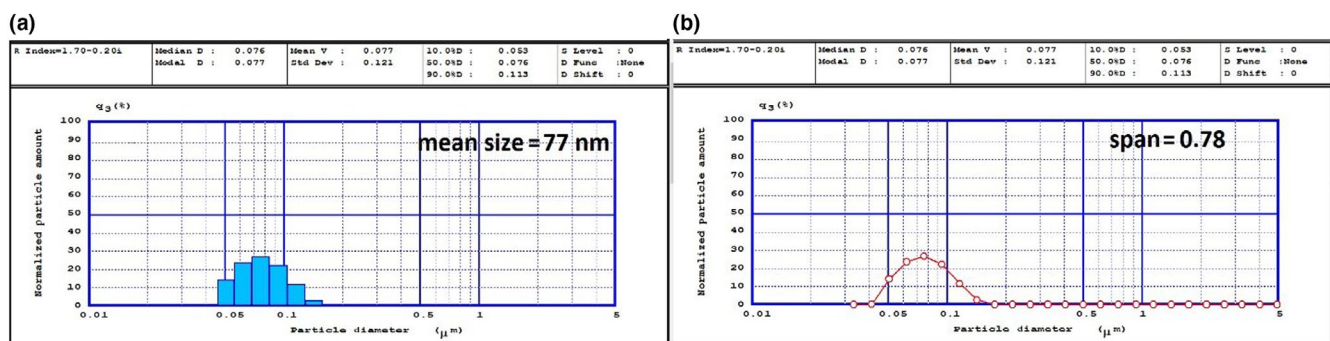 (a)
R Index=1.70-0.20i Median D : 0.076 Mean V : 0.077 10.0%D : 0.053 S Level : 0
Modal D : 0.077 Std Dev : 0.121 50.0%D : 0.076 D Func :None
90.0%D : 0.113 D Shift : 0
q3(%)
mean size = 77 nm
Normalized particle amount
100
90
80
70
60
50
40
30
20
10
0
0.01 0.05 0.1 0.5 1 5
Particle diameter (μm)
(b)
R Index=1.70-0.20i Median D : 0.076 Mean V : 0.077 10.0%D : 0.053 S Level : 0
Modal D : 0.077 Std Dev : 0.121 50.0%D : 0.076 D Func :None
90.0%D : 0.113 D Shift : 0
q3(%)
span = 0.78
Normalized particle amount
100
90
80
70
60
50
40
30
20
10
0
0.01 0.05 0.1 0.5 1 5
Particle diameter (μm)